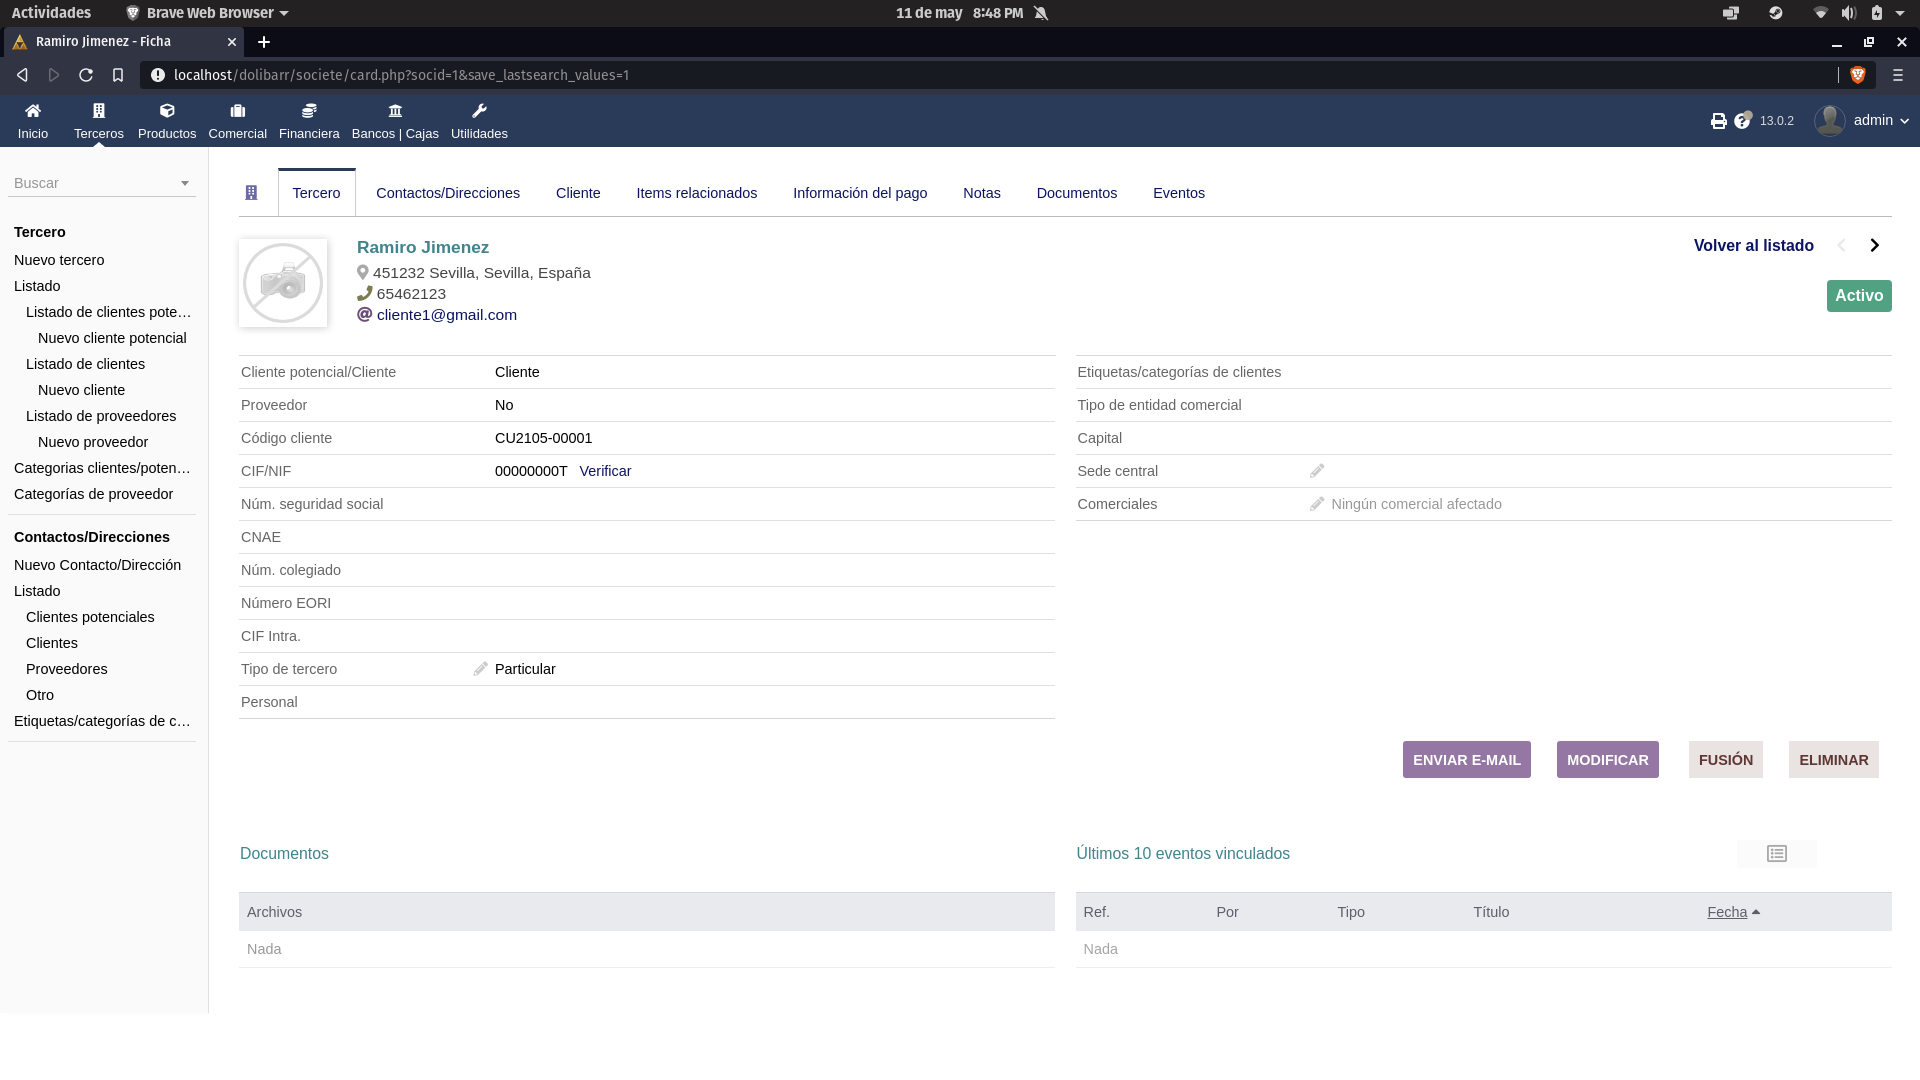 Actividades
Brave Web Browser
11 de may 8:48 PM
Ramiro Jimenez - Ficha
localhost/dolibarr/societe/card.php?socid=1&save_lastsearch_values=1
Inicio
Terceros
Productos
Comercial
Financiera
Bancos | Cajas
Utilidades
13.0.2
admin
Buscar
Tercero
Nuevo tercero
Listado
Listado de clientes pote…
Nuevo cliente potencial
Listado de clientes
Nuevo cliente
Listado de proveedores
Nuevo proveedor
Categorias clientes/poten…
Categorías de proveedor
Contactos/Direcciones
Nuevo Contacto/Dirección
Listado
Clientes potenciales
Clientes
Proveedores
Otro
Etiquetas/categorías de c…
Tercero
Contactos/Direcciones
Cliente
Items relacionados
Información del pago
Notas
Documentos
Eventos
Ramiro Jimenez
451232 Sevilla, Sevilla, España
65462123
cliente1@gmail.com
Volver al listado
Activo
Cliente potencial/Cliente Cliente
Proveedor No
Código cliente CU2105-00001
CIF/NIF 00000000T Verificar
Núm. seguridad social
CNAE
Núm. colegiado
Número EORI
CIF Intra.
Tipo de tercero Particular
Personal
Etiquetas/categorías de clientes
Tipo de entidad comercial
Capital
Sede central
Comerciales Ningún comercial afectado
ENVIAR E-MAIL
MODIFICAR
FUSIÓN
ELIMINAR
Documentos
Archivos
Nada
Últimos 10 eventos vinculados
Ref. Por Tipo Título Fecha
Nada